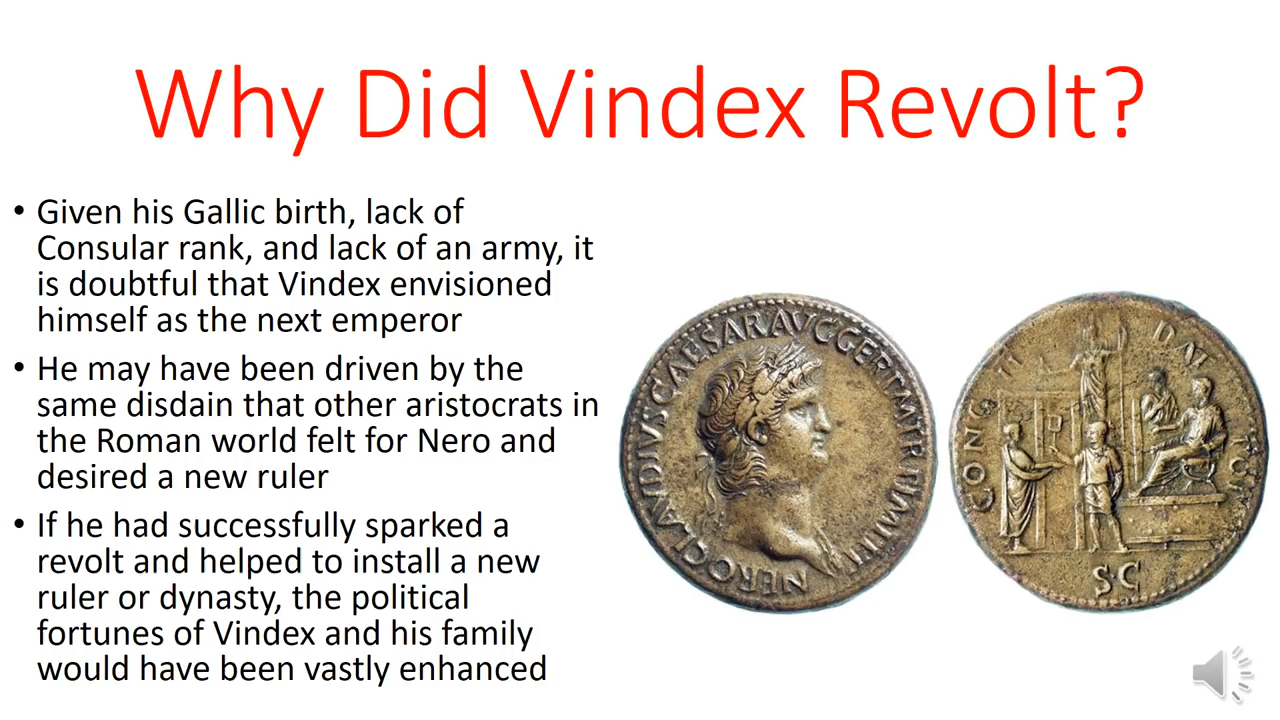 Why Did Vindex Revolt?
• Given his Gallic birth, lack of
Consular rank, and lack of an army, it
is doubtful that Vindex envisioned
himself as the next emperor
• He may have been driven by the
same disdain that other aristocrats in
the Roman world felt for Nero and
desired a new ruler
• If he had successfully sparked a
revolt and helped to install a new
ruler or dynasty, the political
fortunes of Vindex and his family
would have been vastly enhanced
NERO CLAVDIVS CAESAR AVG GER
CONG DAT
SC